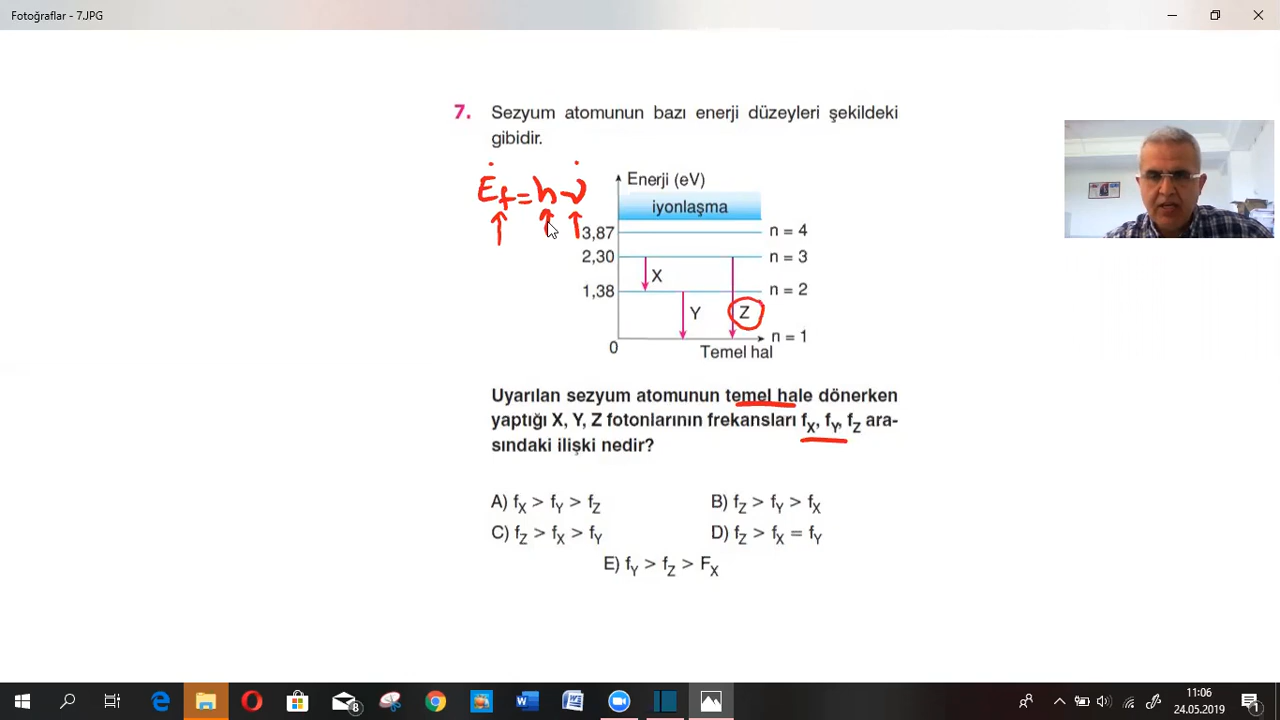 Fotoğraflar - 7.JPG
7. Sezyum atomunun bazı enerji düzeyleri şekildeki
gibidir.
Ef = h.ν
Enerji (eV)
iyonlaşma
3,87 n = 4
2,30 n = 3
X
1,38 n = 2
Y Z
n = 1
0 Temel hal
Uyarılan sezyum atomunun temel hale dönerken
yaptığı X, Y, Z fotonlarının frekansları fX, fY, fZ ara-
sındaki ilişki nedir?
A) fX > fY > fZ B) fZ > fY > fX
C) fZ > fX > fY D) fZ > fX = fY
E) fY > fZ > FX
8
11:06
24.05.2019
1